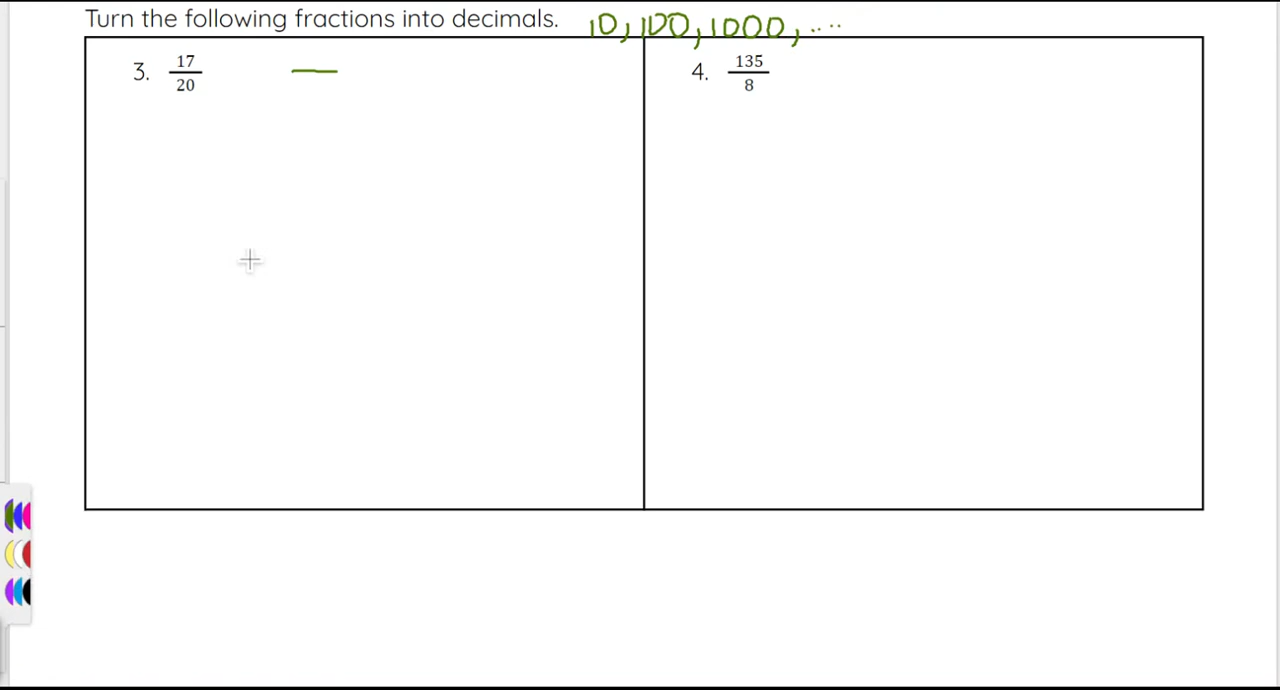 Turn the following fractions into decimals. 10, 100, 1000, ....
3. 17/20 —
4. 135/8